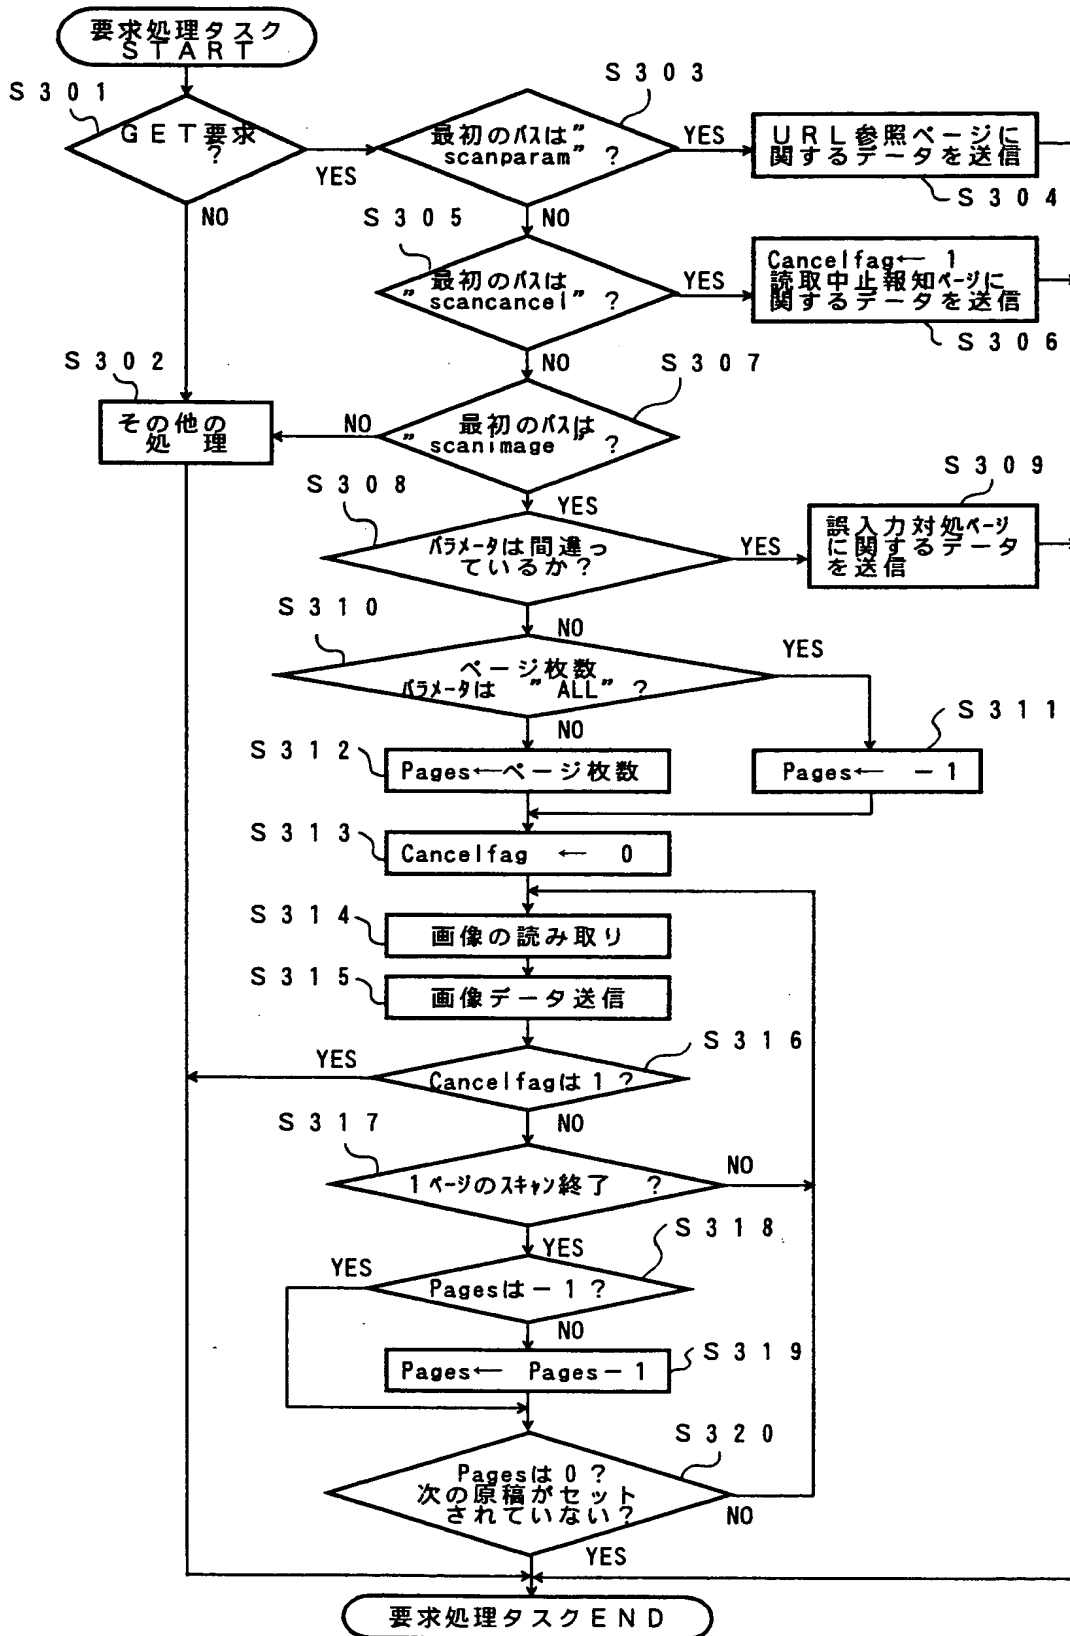 要求処理タスク
START
S301
GET要求
?
YES
NO
S303
最初のパスは”
scanparam” ?
YES
NO
URL参照ページに
関するデータを送信
S304
S305
最初のパスは
” scancancel” ?
YES
NO
Cancelfag← 1
読取中止報知ページに
関するデータを送信
S306
S302
その他の
処 理
S307
最初のパスは
”scanimage ” ?
NO
YES
S308
パラメータは間違っ
ているか?
YES
NO
S309
誤入力対処ページ
に関するデータ
を送信
S310
ページ枚数
パラメータは ”ALL” ?
YES
NO
S311
Pages← −1
S312
Pages←ページ枚数
S313
Cancelfag ← 0
S314
画像の読み取り
S315
画像データ送信
S316
Cancelfagは1?
YES
NO
S317
1ページのスキャン終了 ?
NO
YES
S318
Pagesは−1?
YES
NO
S319
Pages← Pages−1
S320
Pagesは0?
次の原稿がセット
されていない?
NO
YES
要求処理タスクEND